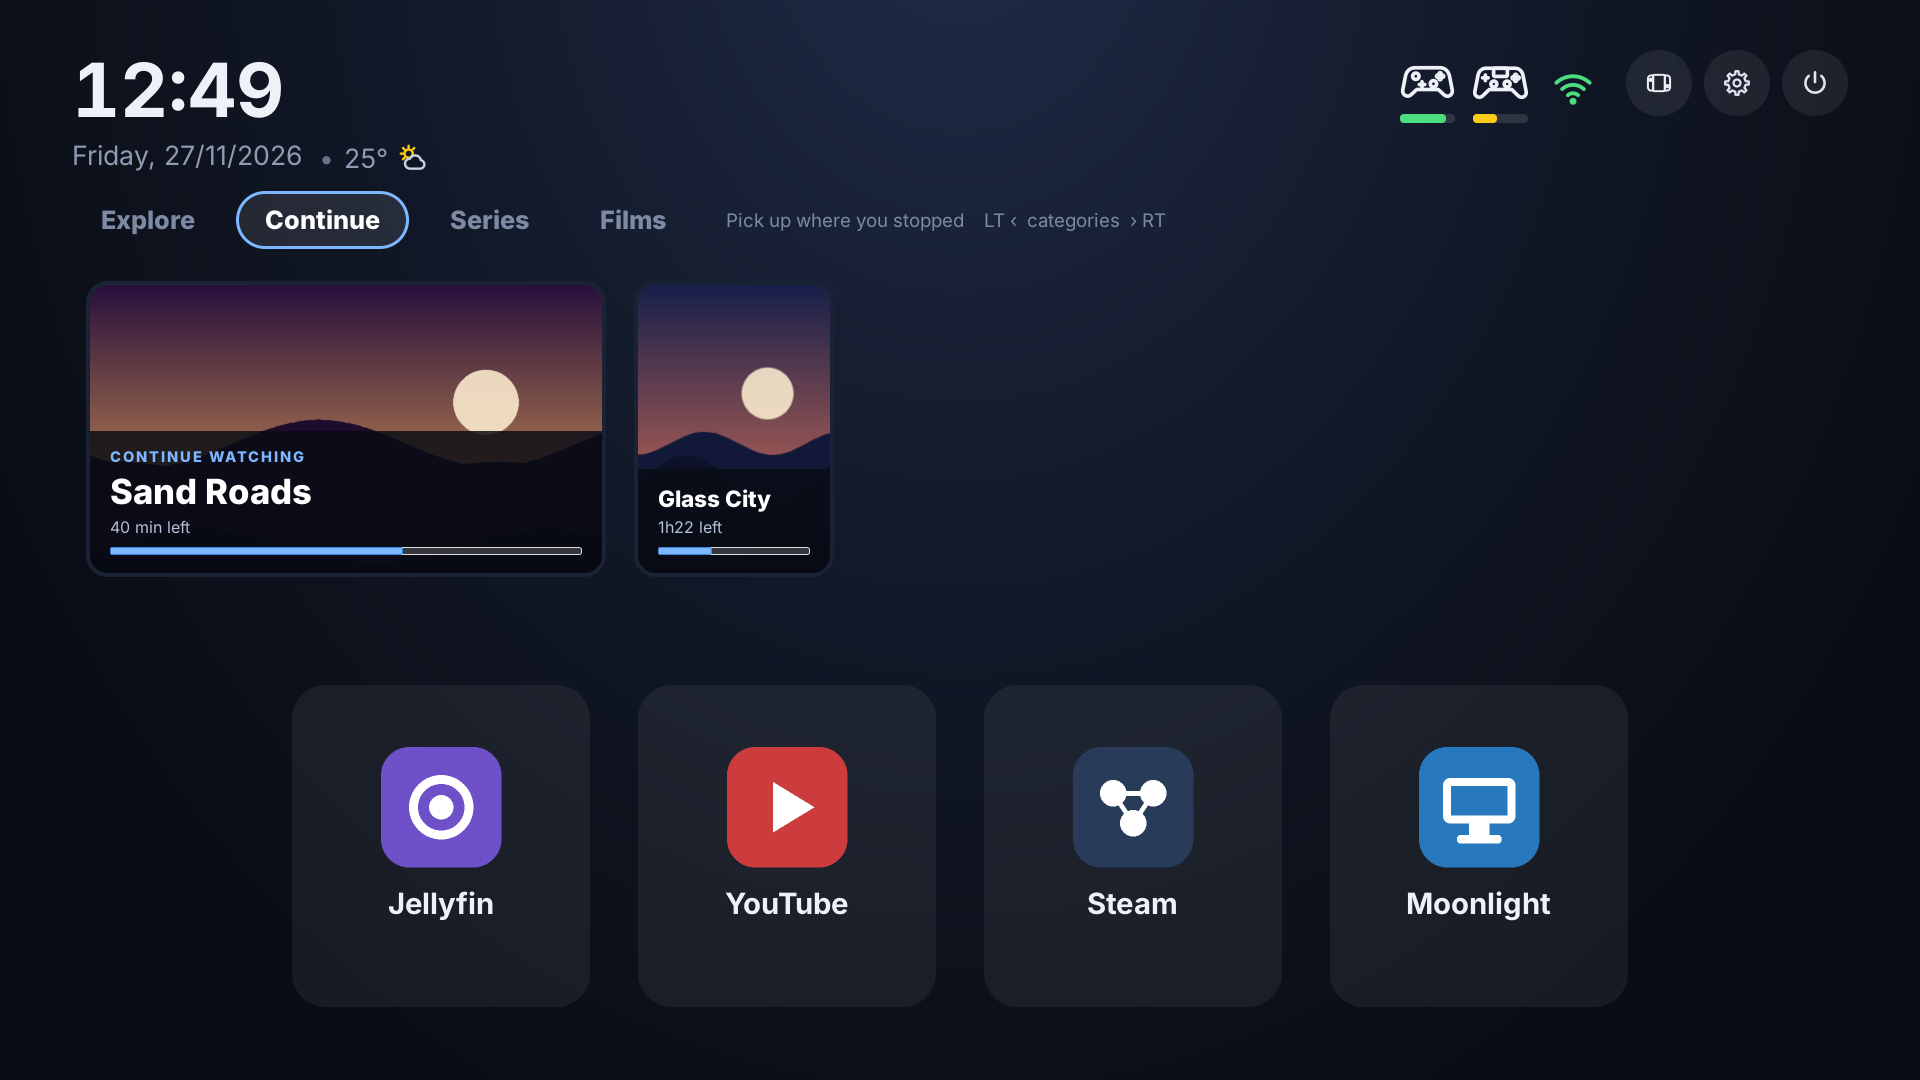 12:49
Friday, 27/11/2026 • 25°
Explore Continue Series Films Pick up where you stopped LT ‹ categories › RT
CONTINUE WATCHING
Sand Roads
40 min left
Glass City
1h22 left
Jellyfin YouTube Steam Moonlight